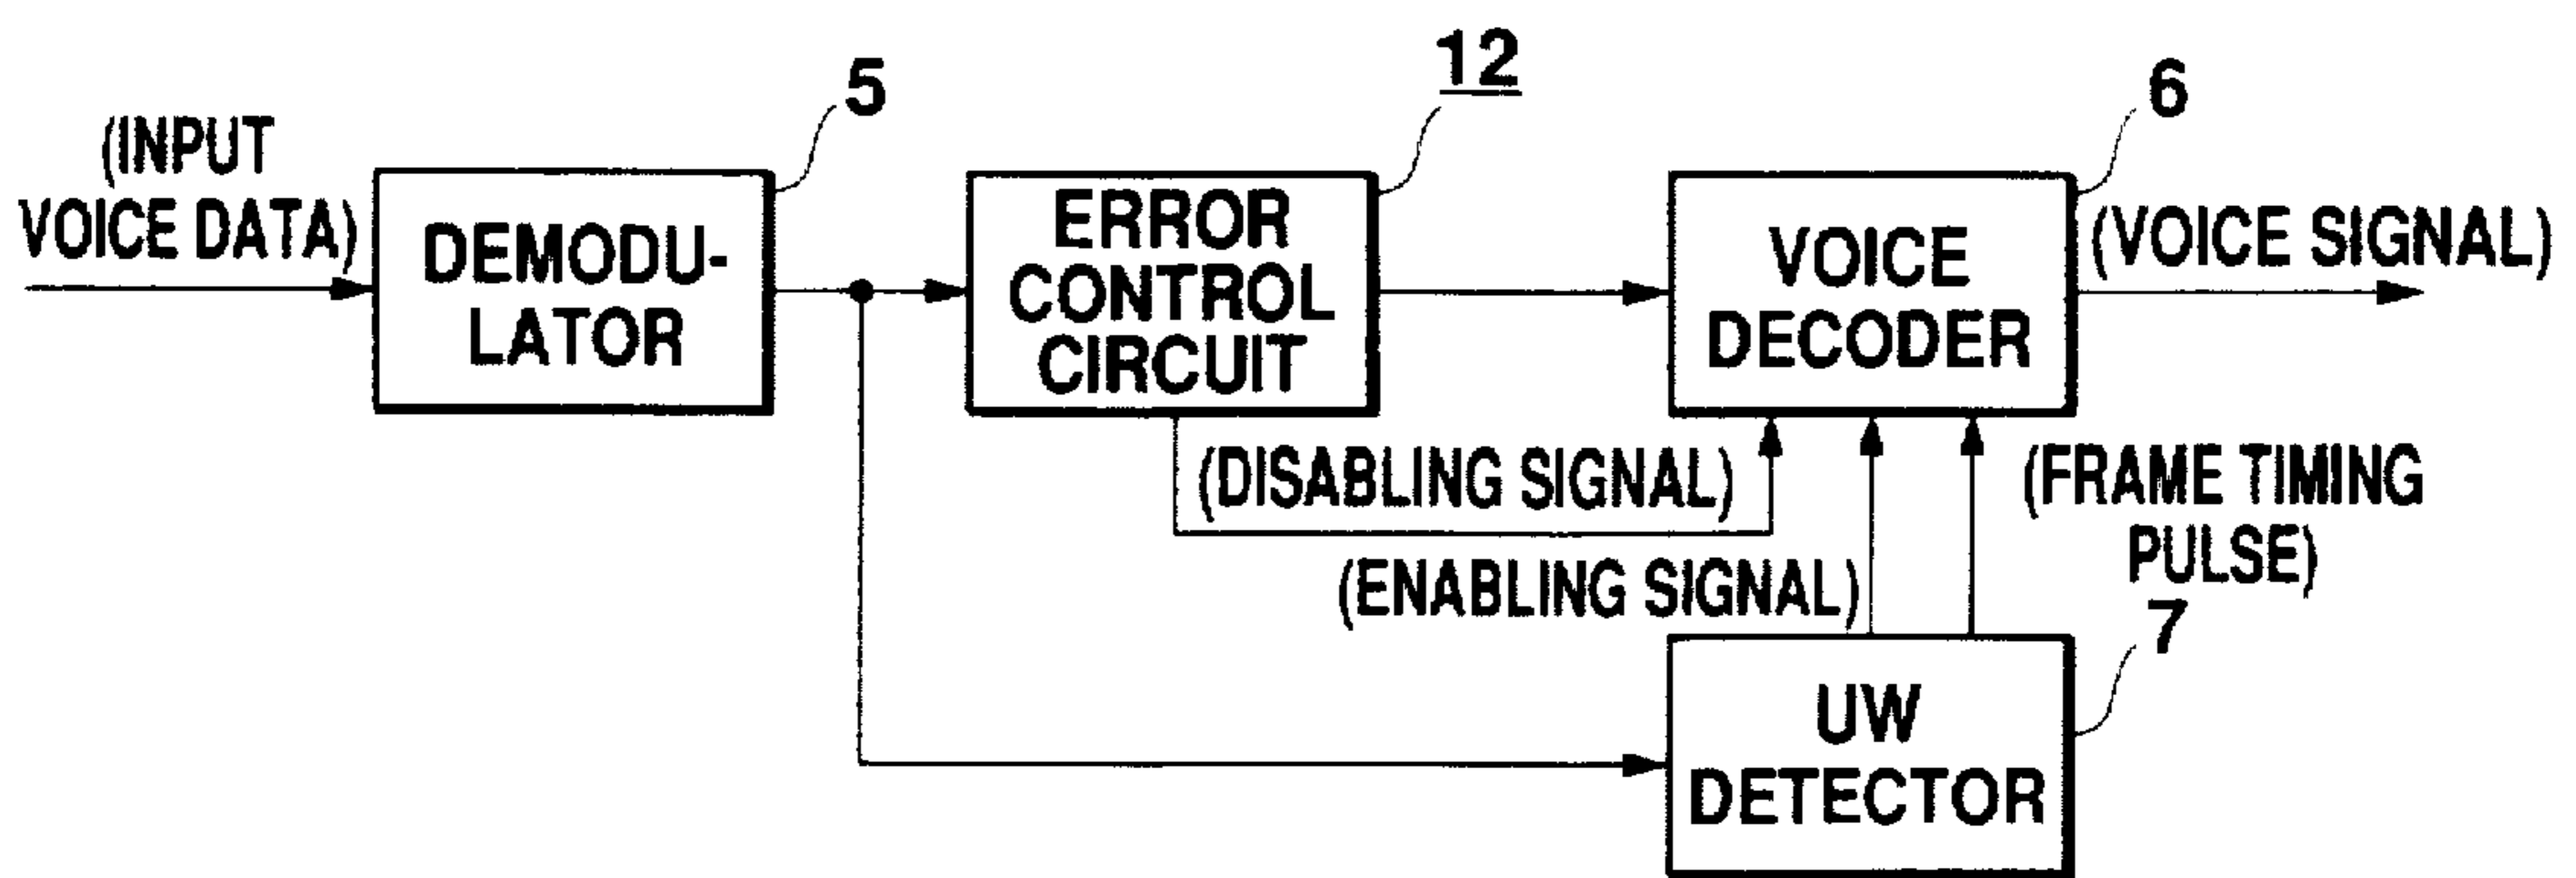 (INPUT
VOICE DATA)
5
DEMODU-
LATOR
12
ERROR
CONTROL
CIRCUIT
6
VOICE
DECODER
(VOICE SIGNAL)
(DISABLING SIGNAL)
(ENABLING SIGNAL)
(FRAME TIMING
PULSE)
7
UW
DETECTOR